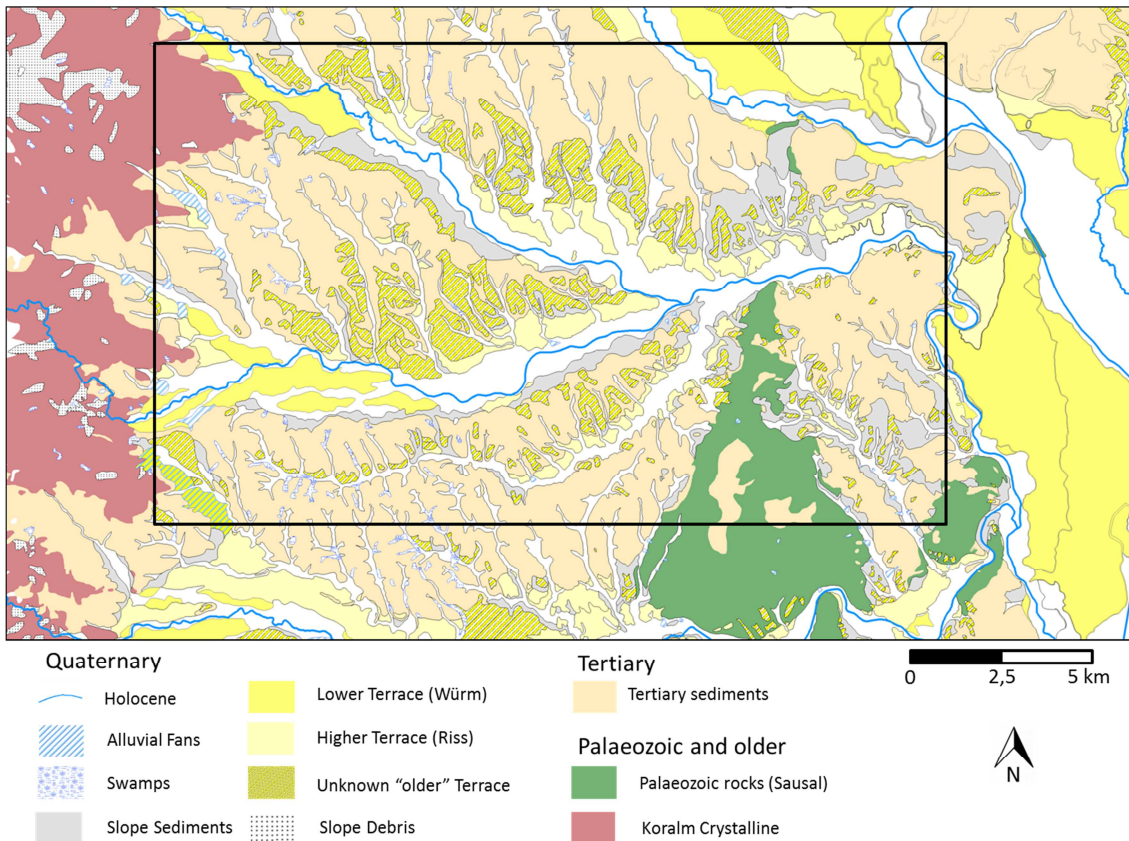 Quaternary
Holocene
Alluvial Fans
Swamps
Slope Sediments
Lower Terrace (Würm)
Higher Terrace (Riss)
Unknown “older” Terrace
Slope Debris
Tertiary
Tertiary sediments
Palaeozoic and older
Palaeozoic rocks (Sausal)
Koralm Crystalline
0 2,5 5 km
N